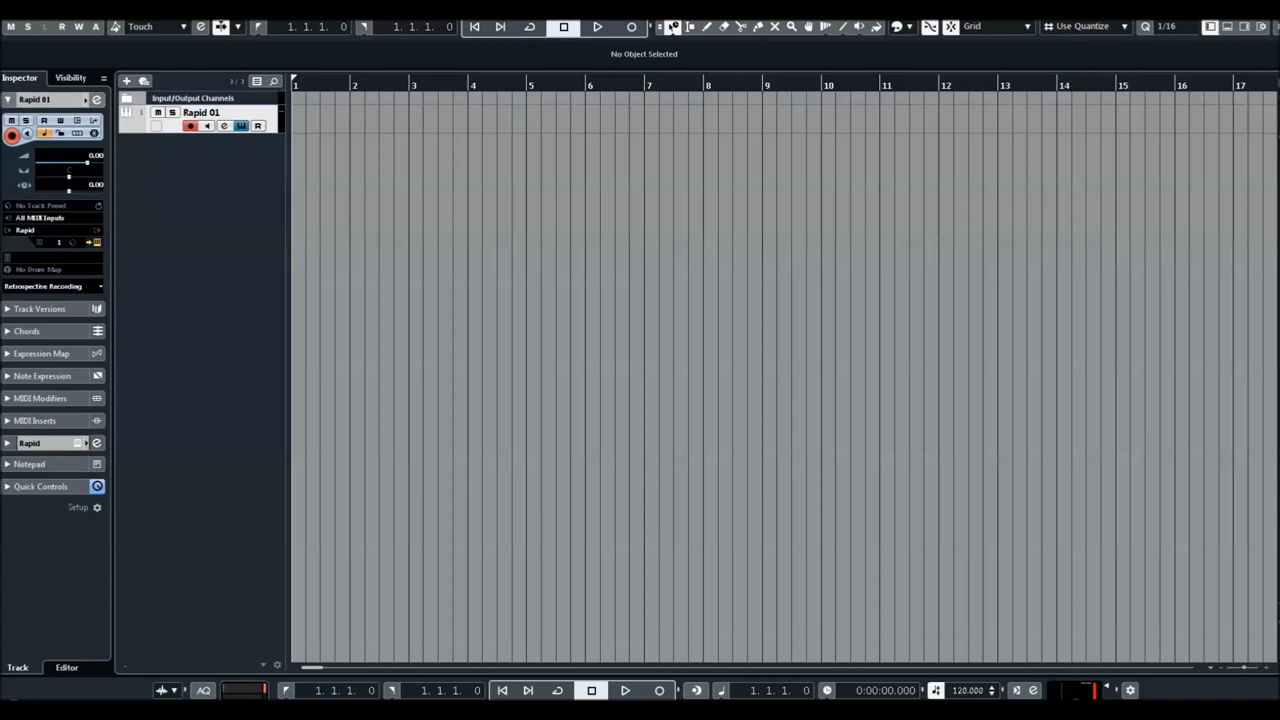 M S L R W A Touch 1. 1. 1. 0 1. 1. 1. 0 Grid Use Quantize 1/16
No Object Selected
Inspector Visibility
3 / 3
1 2 3 4 5 6 7 8 9 10 11 12 13 14 15 16 17
Rapid 01
Input/Output Channels
1 m S Rapid 01
R
m S R
0.00
C
0.00
No Track Preset
All MIDI Inputs
Rapid
1
No Drum Map
Retrospective Recording
Track Versions
Chords
Expression Map
Note Expression
MIDI Modifiers
MIDI Inserts
Rapid
Notepad
Quick Controls
Setup
Track Editor
AQ 1. 1. 1. 0 1. 1. 1. 0 1. 1. 1. 0 0:00:00.000 120.000